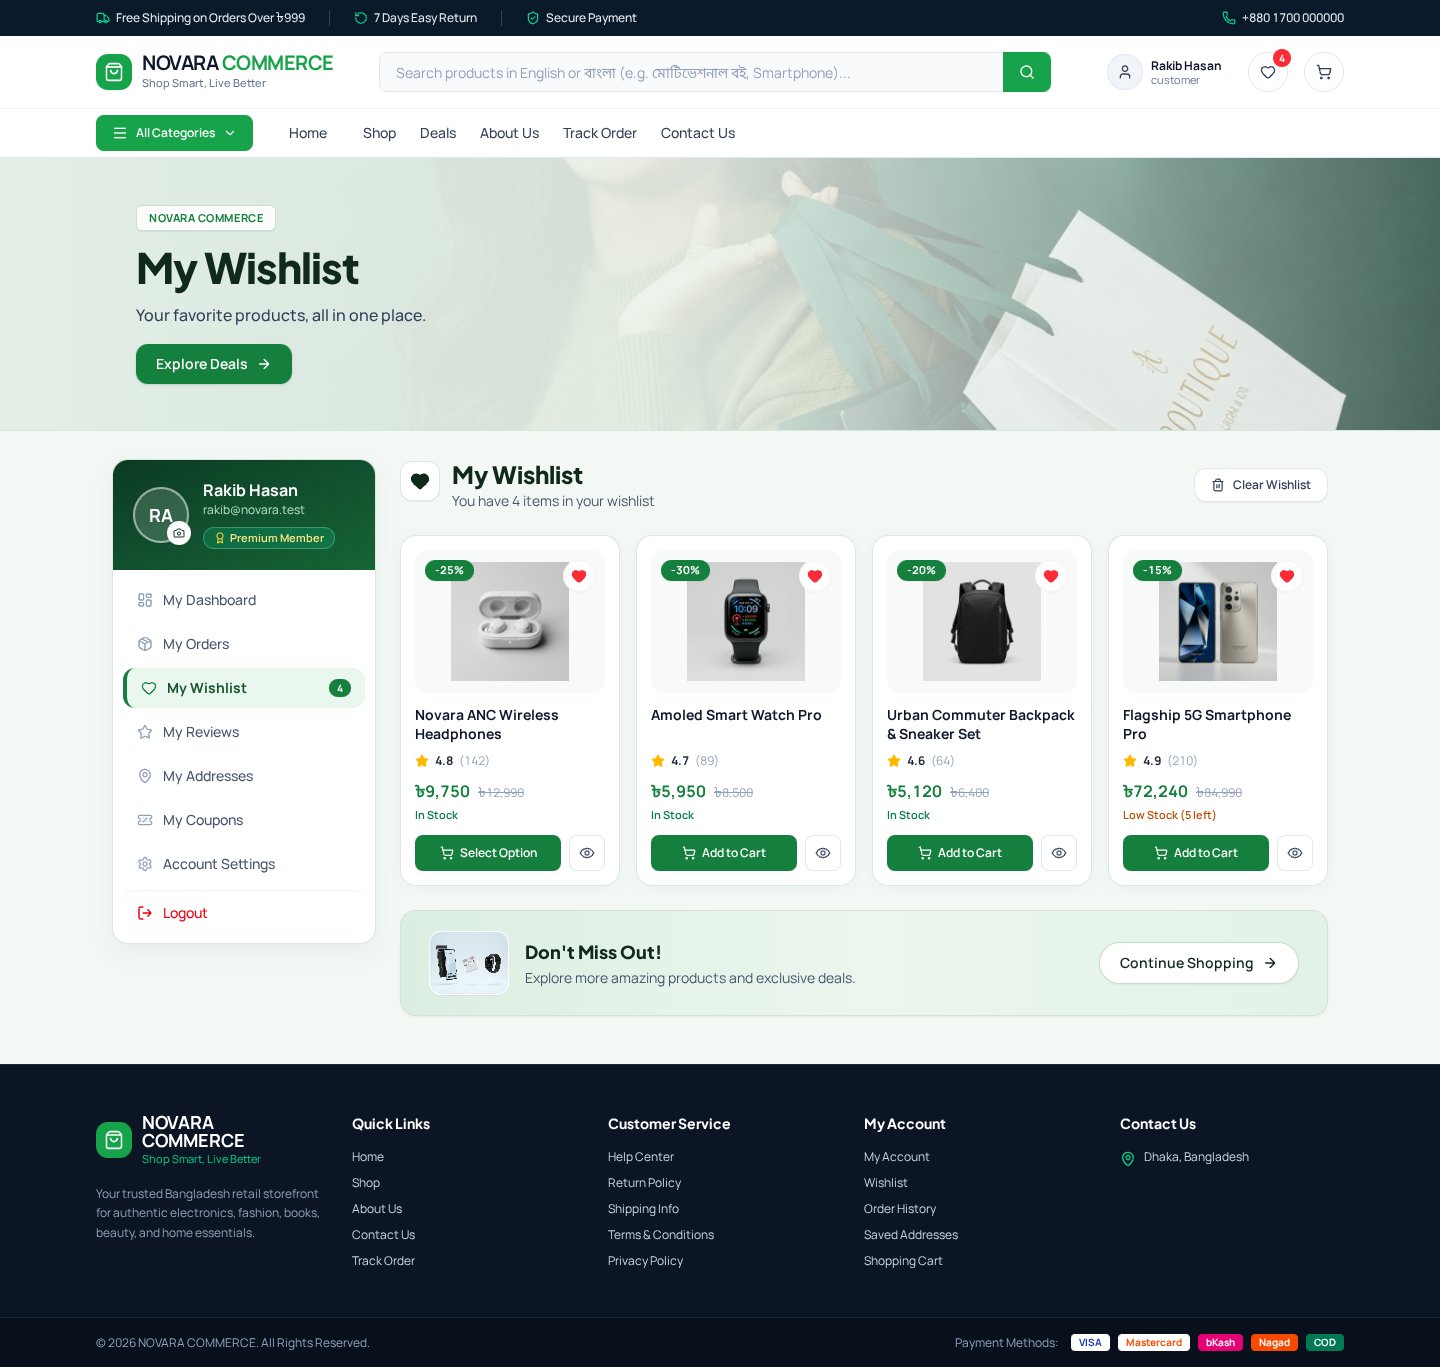 Free Shipping on Orders Over ৳999
7 Days Easy Return
Secure Payment
+880 1700 000000
NOVARA COMMERCE
Shop Smart, Live Better
Search products in English or বাংলা (e.g. মোটিভেশনাল বই, Smartphone)...
Rakib Hasan
customer
4
All Categories
Home
Shop
Deals
About Us
Track Order
Contact Us
NOVARA COMMERCE
My Wishlist
Your favorite products, all in one place.
Explore Deals
BOUTIQUE
RA
Rakib Hasan
rakib@novara.test
Premium Member
My Dashboard
My Orders
My Wishlist
4
My Reviews
My Addresses
My Coupons
Account Settings
Logout
My Wishlist
You have 4 items in your wishlist
Clear Wishlist
-25%
Novara ANC Wireless
Headphones
4.8 (142)
৳9,750 ৳12,990
In Stock
Select Option
-30%
10:09
Amoled Smart Watch Pro
4.7 (89)
৳5,950 ৳8,500
In Stock
Add to Cart
-20%
Urban Commuter Backpack
& Sneaker Set
4.6 (64)
৳5,120 ৳6,400
In Stock
Add to Cart
-15%
Flagship 5G Smartphone
Pro
4.9 (210)
৳72,240 ৳84,990
Low Stock (5 left)
Add to Cart
Don't Miss Out!
Explore more amazing products and exclusive deals.
Continue Shopping
NOVARA
COMMERCE
Shop Smart, Live Better
Your trusted Bangladesh retail storefront
for authentic electronics, fashion, books,
beauty, and home essentials.
Quick Links
Home
Shop
About Us
Contact Us
Track Order
Customer Service
Help Center
Return Policy
Shipping Info
Terms & Conditions
Privacy Policy
My Account
My Account
Wishlist
Order History
Saved Addresses
Shopping Cart
Contact Us
Dhaka, Bangladesh
© 2026 NOVARA COMMERCE. All Rights Reserved.
Payment Methods:
VISA
Mastercard
bKash
Nagad
COD